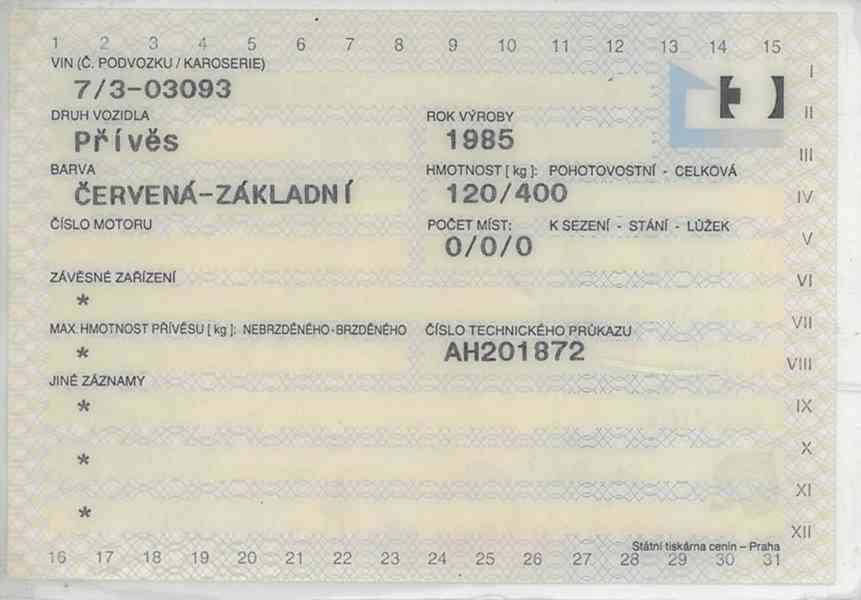 1 2 3 4 5 6 7 8 9 10 11 12 13 14 15
VIN (Č. PODVOZKU / KAROSERIE) I
7/3-03093
DRUH VOZIDLA ROK VÝROBY II
Přívěs 1985
BARVA HMOTNOST [ kg ]: POHOTOVOSTNÍ - CELKOVÁ III
ČERVENÁ-ZÁKLADNÍ 120/400 IV
ČÍSLO MOTORU POČET MÍST: K SEZENÍ - STÁNÍ - LŮŽEK V
0/0/0
ZÁVĚSNÉ ZAŘÍZENÍ VI
*
MAX. HMOTNOST PŘÍVĚSU [ kg ]: NEBRZDĚNÉHO - BRZDĚNÉHO ČÍSLO TECHNICKÉHO PRŮKAZU VII
* AH201872 VIII
JINÉ ZÁZNAMY
* IX
* X
XI
* XII
Státní tiskárna cenin – Praha
16 17 18 19 20 21 22 23 24 25 26 27 28 29 30 31